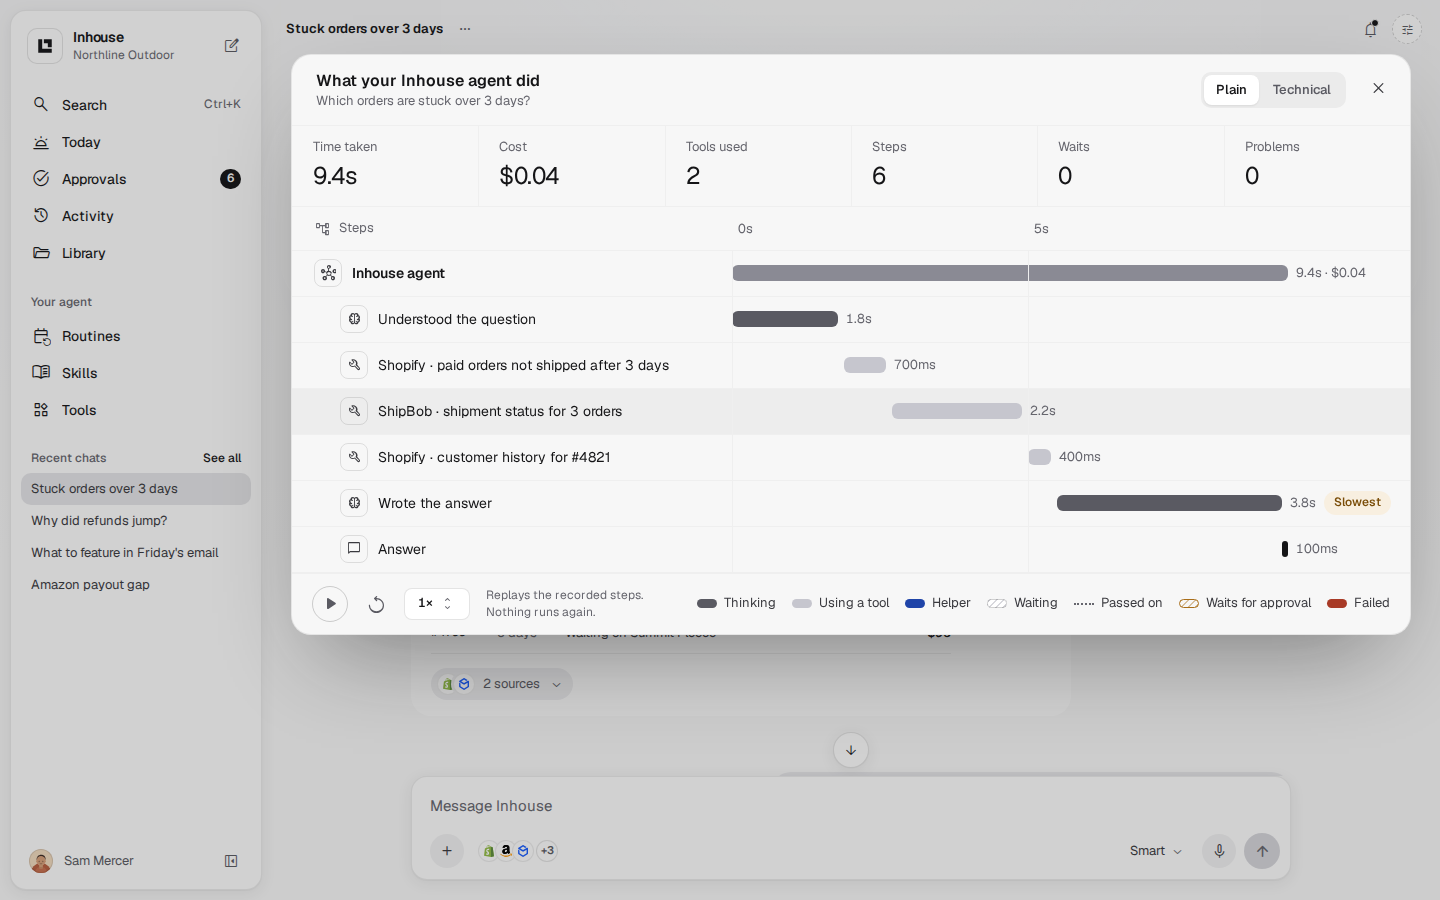 Inhouse
Northline Outdoor
Search Ctrl+K
Today
Approvals 6
Activity
Library
Your agent
Routines
Skills
Tools
Recent chats See all
Stuck orders over 3 days
Why did refunds jump?
What to feature in Friday's email
Amazon payout gap
Sam Mercer
Stuck orders over 3 days ···
What your Inhouse agent did
Which orders are stuck over 3 days?
Plain Technical
Time taken Cost Tools used Steps Waits Problems
9.4s $0.04 2 6 0 0
Steps 0s 5s
Inhouse agent 9.4s · $0.04
Understood the question 1.8s
Shopify · paid orders not shipped after 3 days 700ms
ShipBob · shipment status for 3 orders 2.2s
Shopify · customer history for #4821 400ms
Wrote the answer 3.8s Slowest
Answer 100ms
1×
Replays the recorded steps.
Nothing runs again.
Thinking Using a tool Helper Waiting Passed on Waits for approval Failed
2 sources
Message Inhouse
+3
Smart